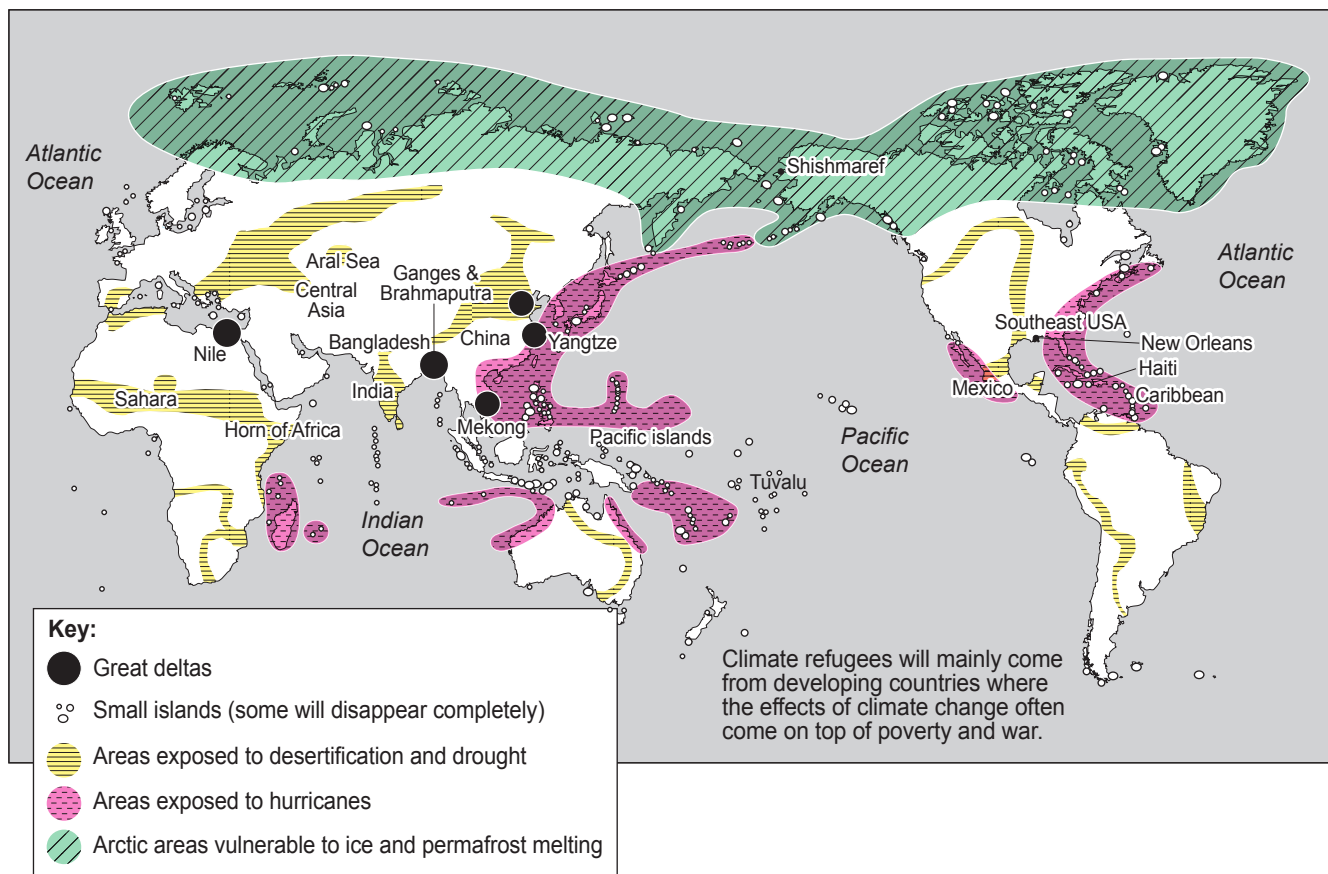 Atlantic
Ocean
Shishmaref
Atlantic
Ocean
Aral Sea
Central
Asia
Ganges &
Brahmaputra
Nile
Bangladesh
China
Yangtze
Southeast USA
New Orleans
Haiti
Caribbean
Mexico
Sahara
India
Mekong
Horn of Africa
Pacific islands
Pacific
Ocean
Tuvalu
Indian
Ocean
Key:
Great deltas
Small islands (some will disappear completely)
Areas exposed to desertification and drought
Areas exposed to hurricanes
Arctic areas vulnerable to ice and permafrost melting
Climate refugees will mainly come
from developing countries where
the effects of climate change often
come on top of poverty and war.